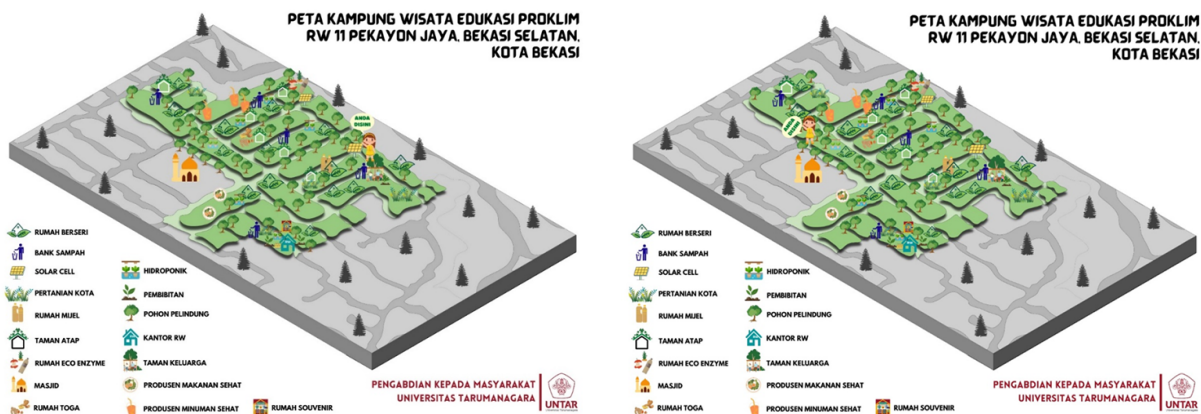 PETA KAMPUNG WISATA EDUKASI PROKLIM
RW 11 PEKAYON JAYA, BEKASI SELATAN,
KOTA BEKASI
ANDA
DISINI
RUMAH BERSERI
BANK SAMPAH
SOLAR CELL
PERTANIAN KOTA
RUMAH MIJEL
TAMAN ATAP
RUMAH ECO ENZYME
MASJID
RUMAH TOGA
HIDROPONIK
PEMBIBITAN
POHON PELINDUNG
KANTOR RW
TAMAN KELUARGA
PRODUSEN MAKANAN SEHAT
PRODUSEN MINUMAN SEHAT
RUMAH SOUVENIR
PENGABDIAN KEPADA MASYARAKAT
UNIVERSITAS TARUMANAGARA
UNTAR
PETA KAMPUNG WISATA EDUKASI PROKLIM
RW 11 PEKAYON JAYA, BEKASI SELATAN,
KOTA BEKASI
RUMAH BERSERI
BANK SAMPAH
SOLAR CELL
PERTANIAN KOTA
RUMAH MIJEL
TAMAN ATAP
RUMAH ECO ENZYME
MASJID
RUMAH TOGA
HIDROPONIK
PEMBIBITAN
POHON PELINDUNG
KANTOR RW
TAMAN KELUARGA
PRODUSEN MAKANAN SEHAT
PRODUSEN MINUMAN SEHAT
RUMAH SOUVENIR
PENGABDIAN KEPADA MASYARAKAT
UNIVERSITAS TARUMANAGARA
UNTAR